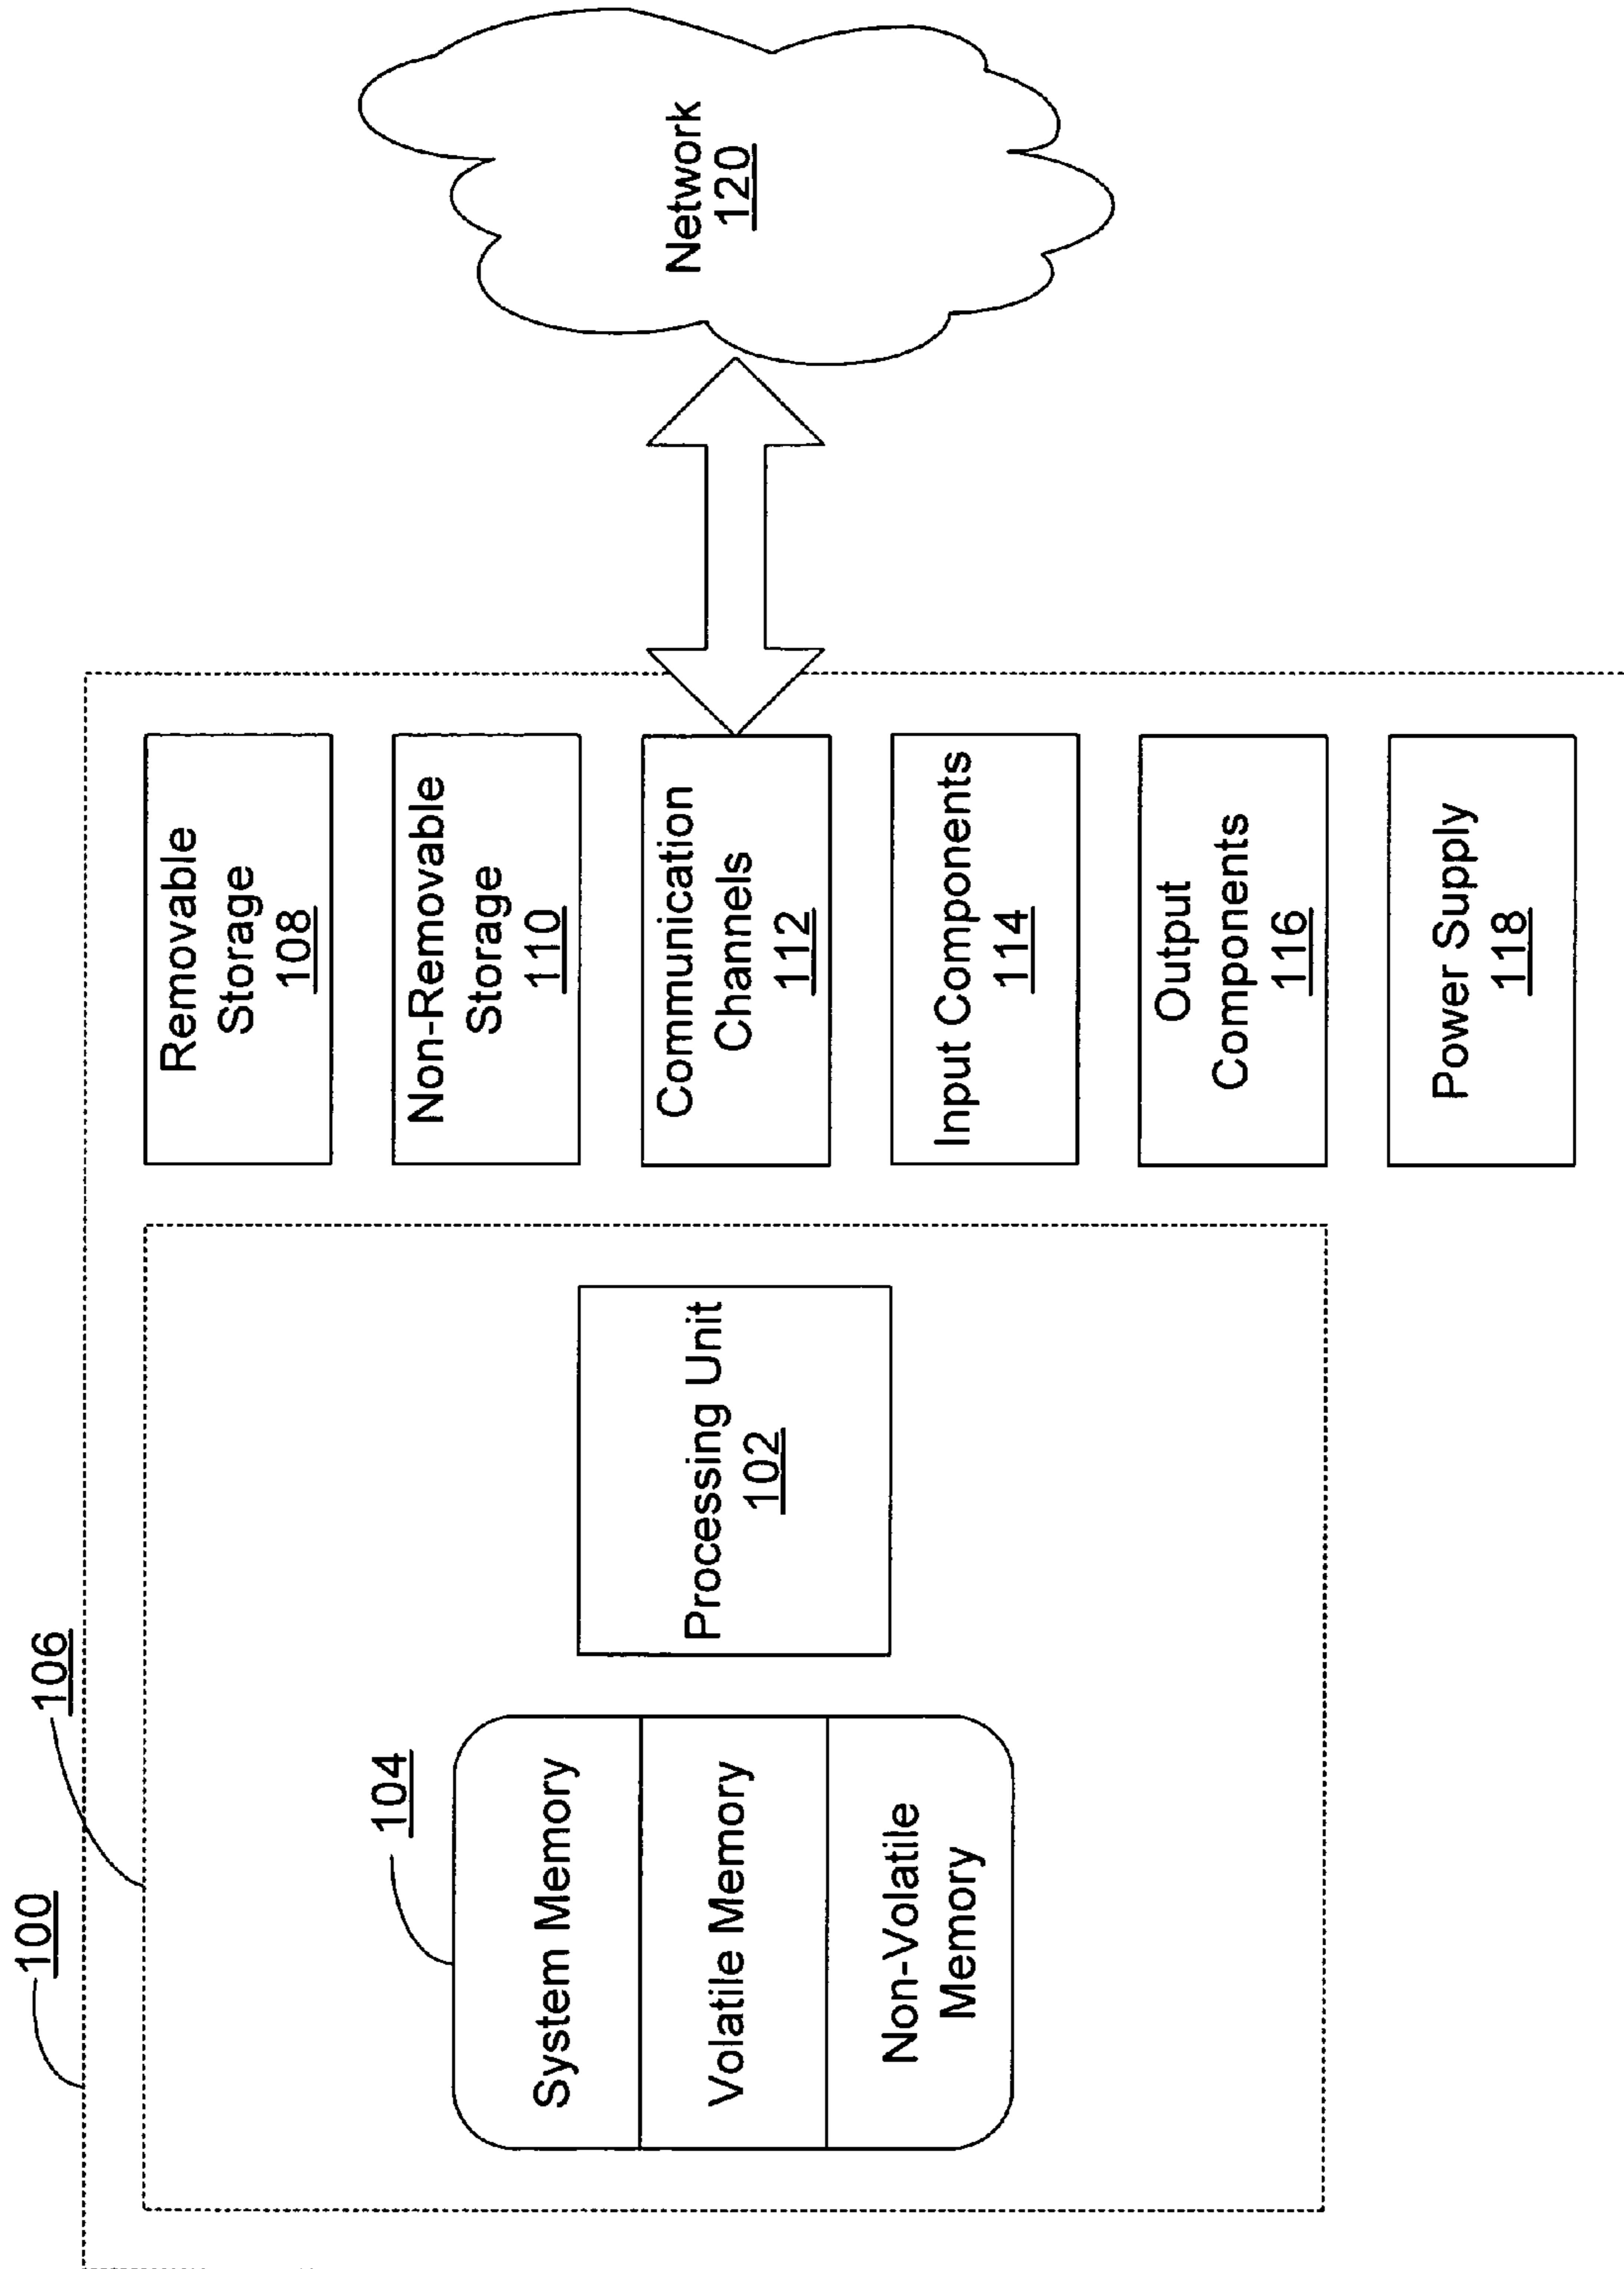 100
106
104
System Memory
Volatile Memory
Non-Volatile
Memory
Processing Unit
102
Removable
Storage
108
Non-Removable
Storage
110
Communication
Channels
112
Input Components
114
Output
Components
116
Power Supply
118
Network
120